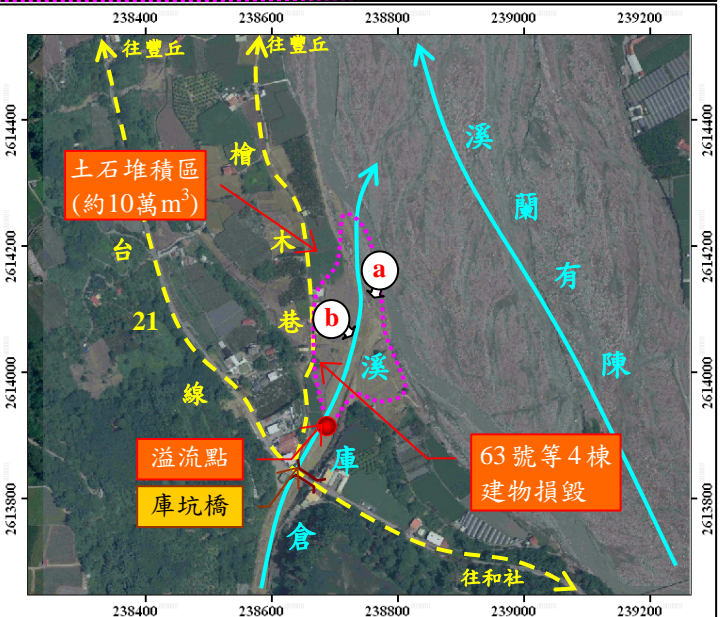 238400 238600 238800 239000 239200
2614400
2614200
2614000
2613800
往豐丘
往豐丘
土石堆積區
(約10萬m³)
檜木巷
台21線
a
b
溢流點
庫坑橋
63號等4棟
建物損毀
倉庫溪
陳有蘭溪
往和社
238400 238600 238800 239000 239200